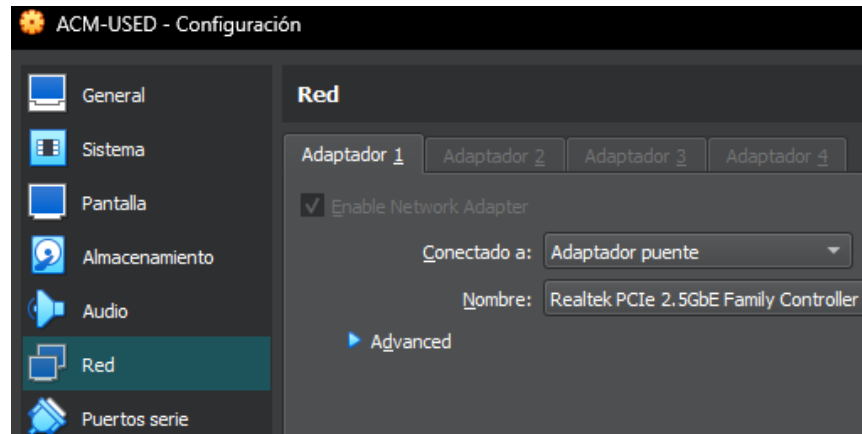 ACM-USED - Configuración
General
Sistema
Pantalla
Almacenamiento
Audio
Red
Puertos serie
Red
Adaptador 1 Adaptador 2 Adaptador 3 Adaptador 4
Enable Network Adapter
Conectado a: Adaptador puente
Nombre: Realtek PCIe 2.5GbE Family Controller
Advanced